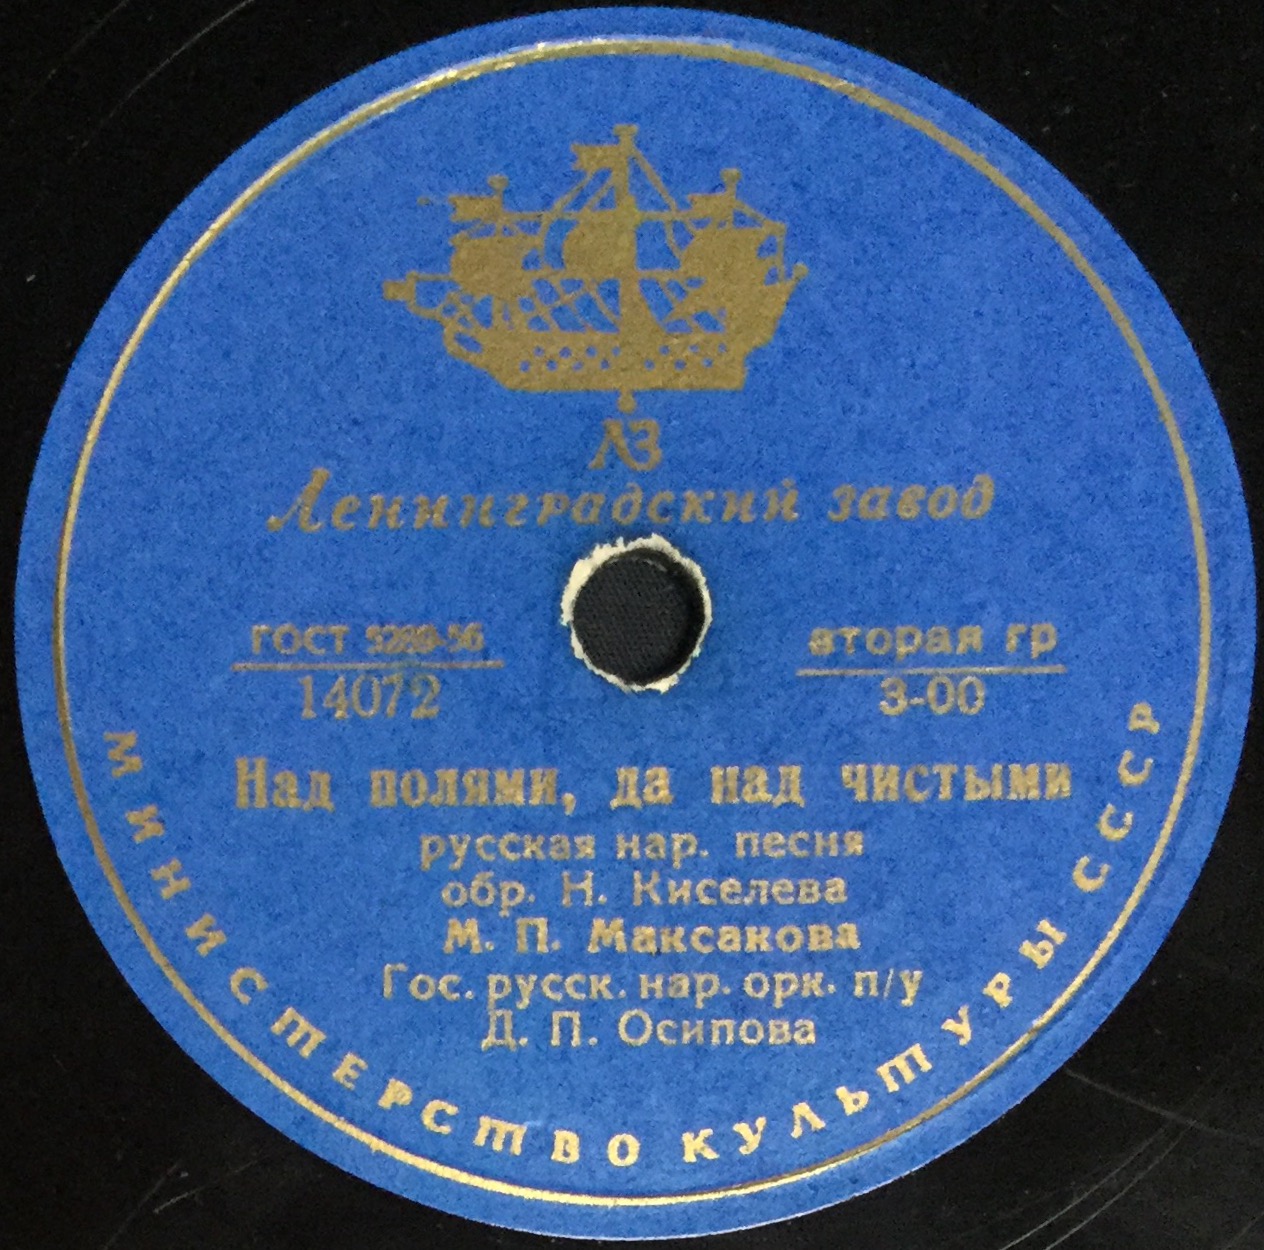 ЛЗ
Ленинградский завод
ГОСТ 5289-56
14072
вторая гр
3-00
Над полями, да над чистыми
русская нар. песня
обр. Н. Киселева
М. П. Максакова
Гос. русск. нар. орк. п/у
Д. П. Осипова
МИНИСТЕРСТВО КУЛЬТУРЫ СССР